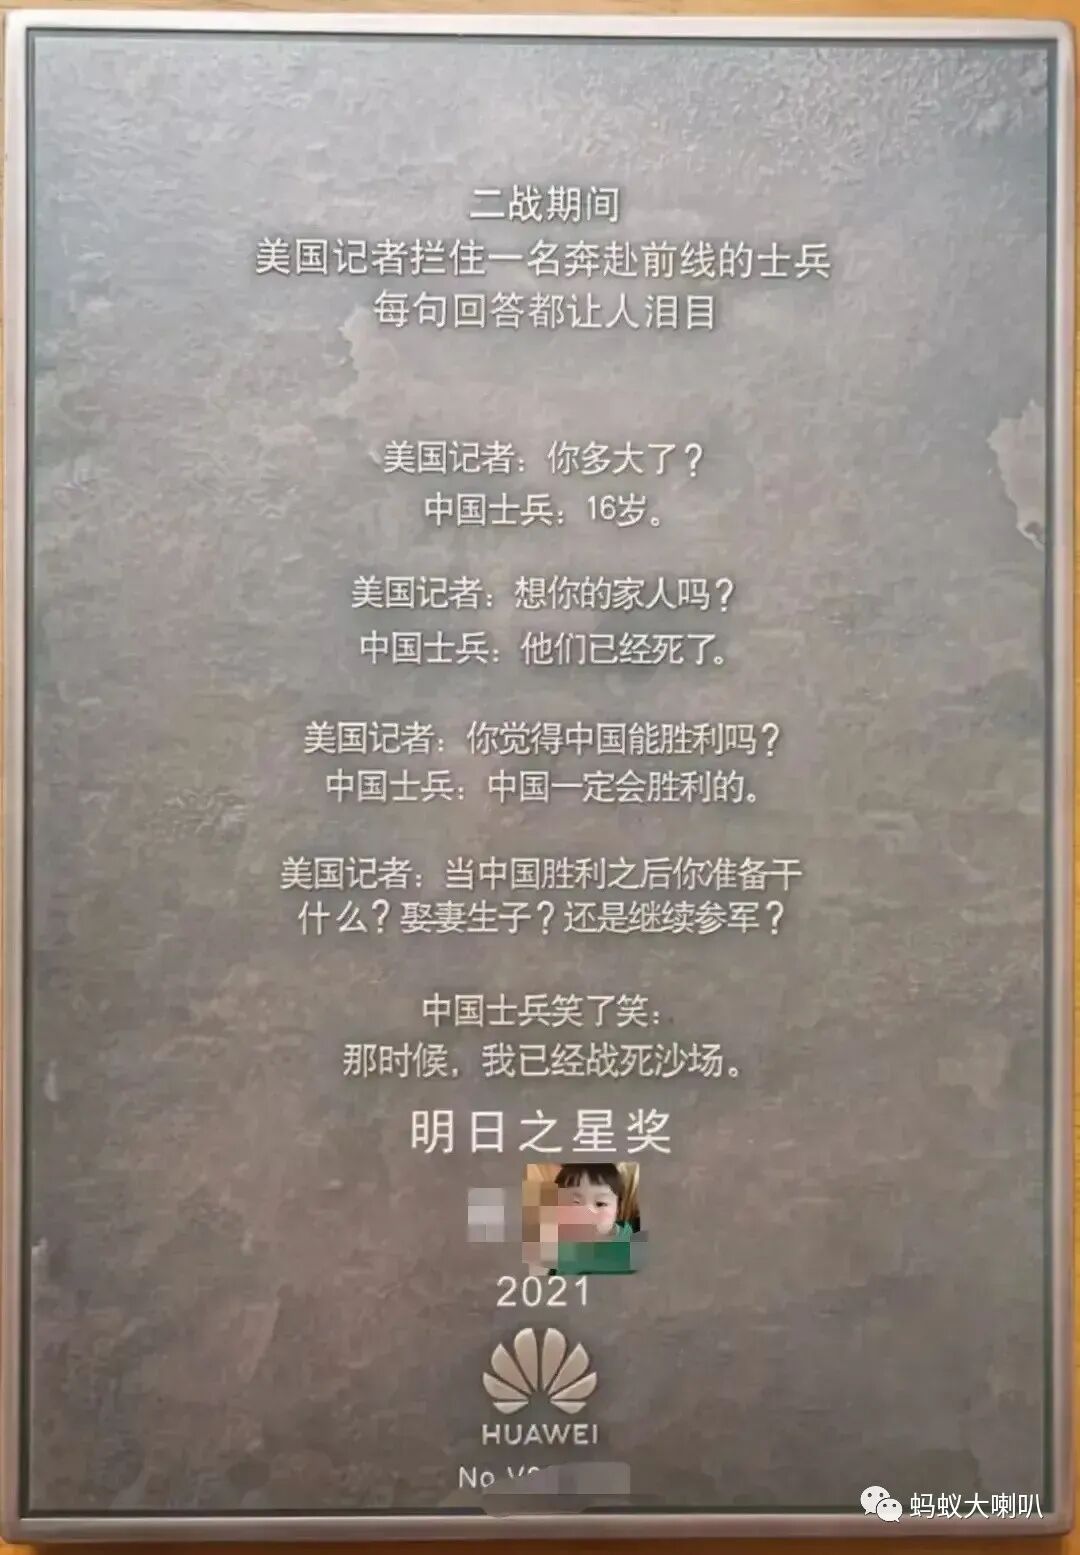 二战期间
美国记者拦住一名奔赴前线的士兵
每句回答都让人泪目
美国记者：你多大了？
中国士兵：16岁。
美国记者：想你的家人吗？
中国士兵：他们已经死了。
美国记者：你觉得中国能胜利吗？
中国士兵：中国一定会胜利的。
美国记者：当中国胜利之后你准备干
什么？娶妻生子？还是继续参军？
中国士兵笑了笑：
那时候，我已经战死沙场。
明日之星奖
2021
HUAWEI
No
蚂蚁大喇叭